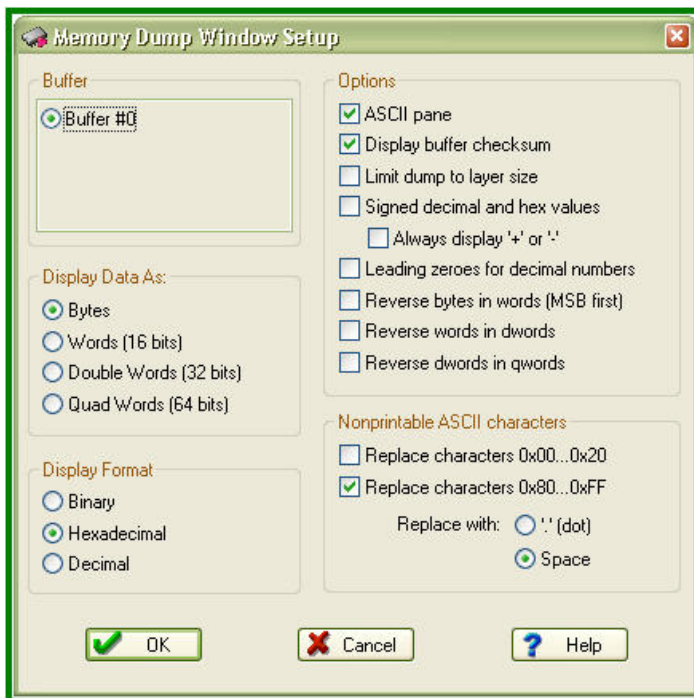 Memory Dump Window Setup
Buffer
Buffer #0
Display Data As:
Bytes
Words (16 bits)
Double Words (32 bits)
Quad Words (64 bits)
Display Format
Binary
Hexadecimal
Decimal
Options
ASCII pane
Display buffer checksum
Limit dump to layer size
Signed decimal and hex values
Always display '+' or '-'
Leading zeroes for decimal numbers
Reverse bytes in words (MSB first)
Reverse words in dwords
Reverse dwords in qwords
Nonprintable ASCII characters
Replace characters 0x00...0x20
Replace characters 0x80...0xFF
Replace with: '.' (dot)
Space
OK Cancel ? Help